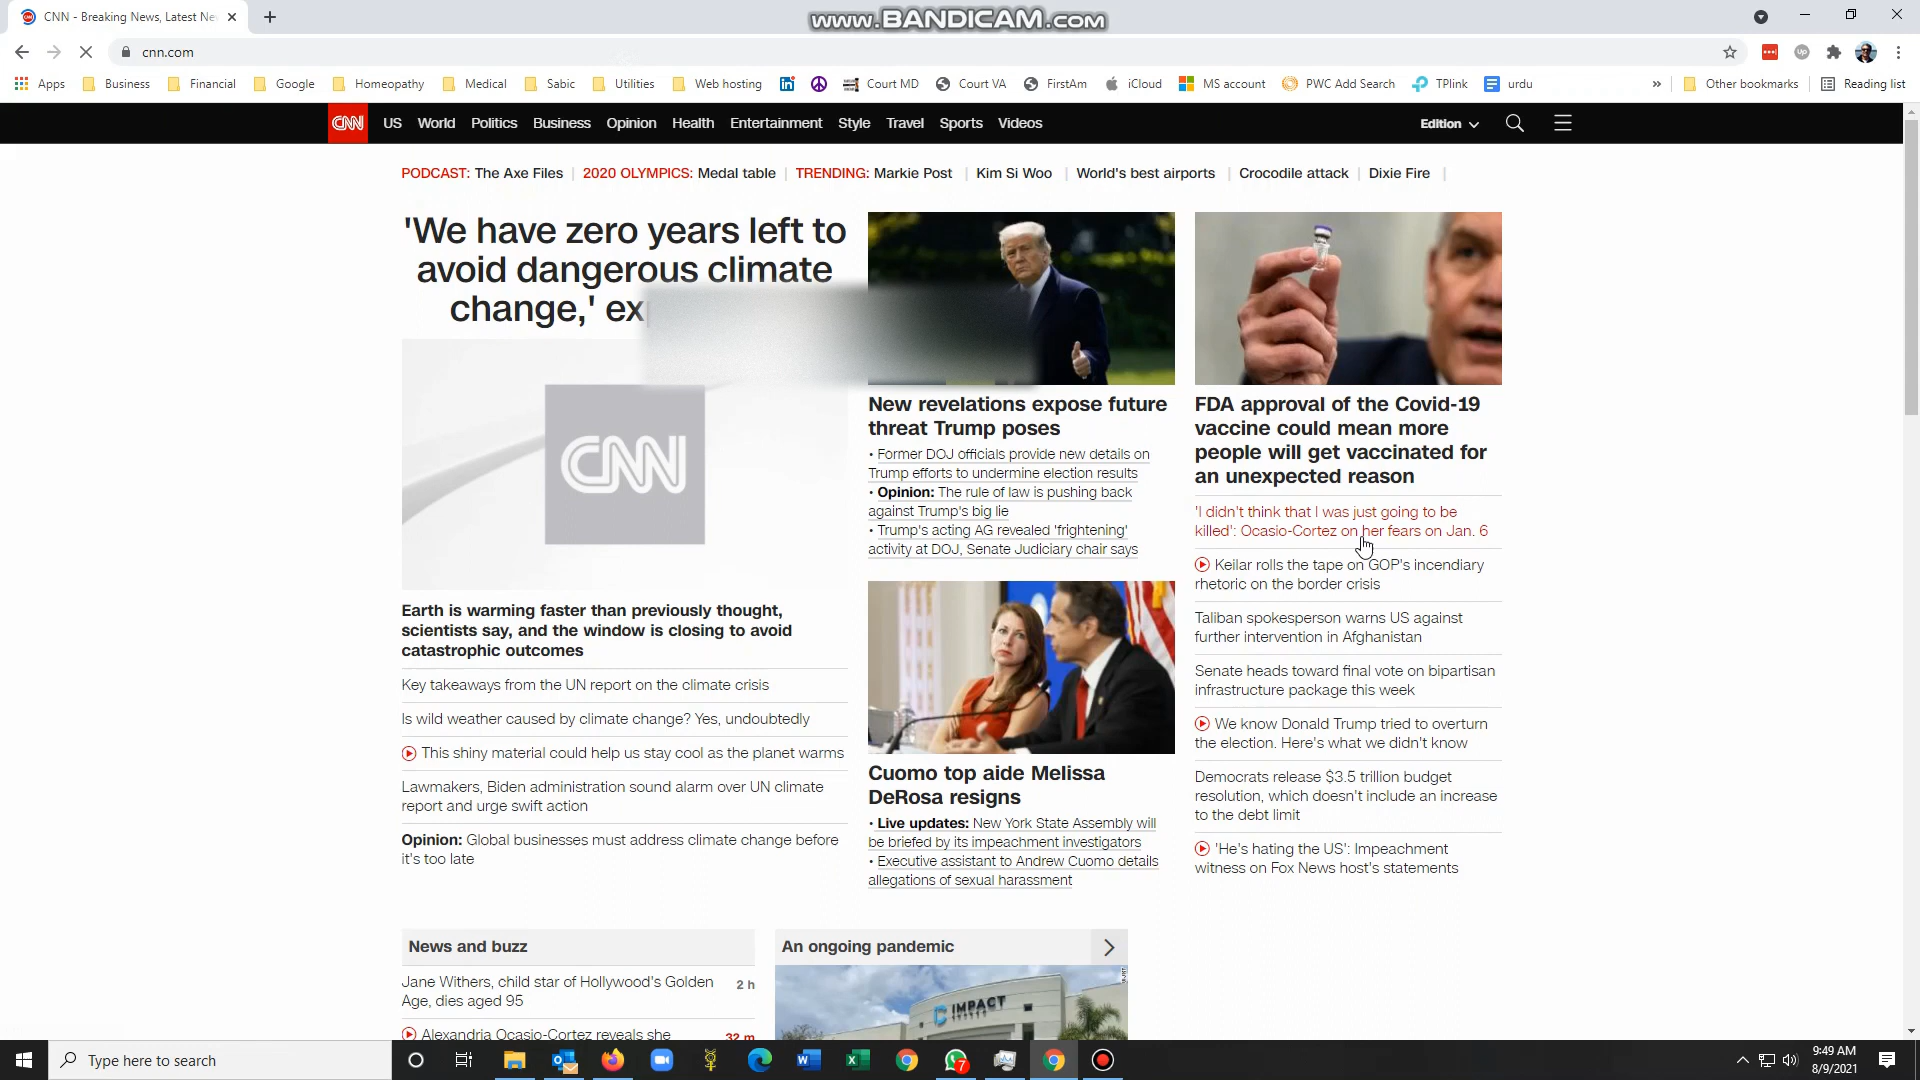 CNN - Breaking News, Latest Ne
www.BANDICAM.com
cnn.com
Apps
Business
Financial
Google
Homeopathy
Medical
Sabic
Utilities
Web hosting
Court MD
Court VA
FirstAm
iCloud
MS account
PWC Add Search
TPlink
urdu
»
Other bookmarks
Reading list
CNN
US
World
Politics
Business
Opinion
Health
Entertainment
Style
Travel
Sports
Videos
Edition
PODCAST: The Axe Files | 2020 OLYMPICS: Medal table | TRENDING: Markie Post | Kim Si Woo | World's best airports | Crocodile attack | Dixie Fire |
'We have zero years left to
avoid dangerous climate
change,' ex
CNN
Earth is warming faster than previously thought,
scientists say, and the window is closing to avoid
catastrophic outcomes
Key takeaways from the UN report on the climate crisis
Is wild weather caused by climate change? Yes, undoubtedly
This shiny material could help us stay cool as the planet warms
Lawmakers, Biden administration sound alarm over UN climate
report and urge swift action
Opinion: Global businesses must address climate change before
it's too late
New revelations expose future
threat Trump poses
• Former DOJ officials provide new details on
Trump efforts to undermine election results
• Opinion: The rule of law is pushing back
against Trump's big lie
• Trump's acting AG revealed 'frightening'
activity at DOJ, Senate Judiciary chair says
Cuomo top aide Melissa
DeRosa resigns
• Live updates: New York State Assembly will
be briefed by its impeachment investigators
• Executive assistant to Andrew Cuomo details
allegations of sexual harassment
FDA approval of the Covid-19
vaccine could mean more
people will get vaccinated for
an unexpected reason
'I didn't think that I was just going to be
killed': Ocasio-Cortez on her fears on Jan. 6
Keilar rolls the tape on GOP's incendiary
rhetoric on the border crisis
Taliban spokesperson warns US against
further intervention in Afghanistan
Senate heads toward final vote on bipartisan
infrastructure package this week
We know Donald Trump tried to overturn
the election. Here's what we didn't know
Democrats release $3.5 trillion budget
resolution, which doesn't include an increase
to the debt limit
'He's hating the US': Impeachment
witness on Fox News host's statements
News and buzz
Jane Withers, child star of Hollywood's Golden
Age, dies aged 95
2 h
Alexandria Ocasio-Cortez reveals she
32 m
An ongoing pandemic
IMPACT
Type here to search
7
9:49 AM
8/9/2021